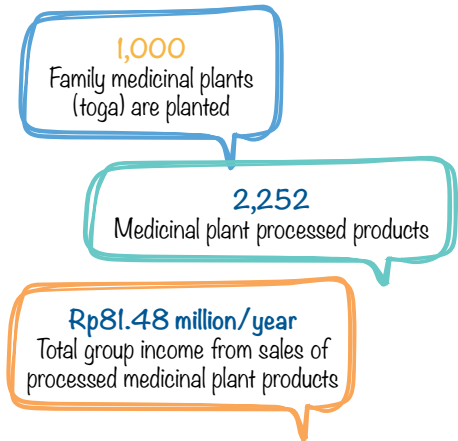 1,000
Family medicinal plants
(toga) are planted
2,252
Medicinal plant processed products
Rp81.48 million/year
Total group income from sales of
processed medicinal plant products